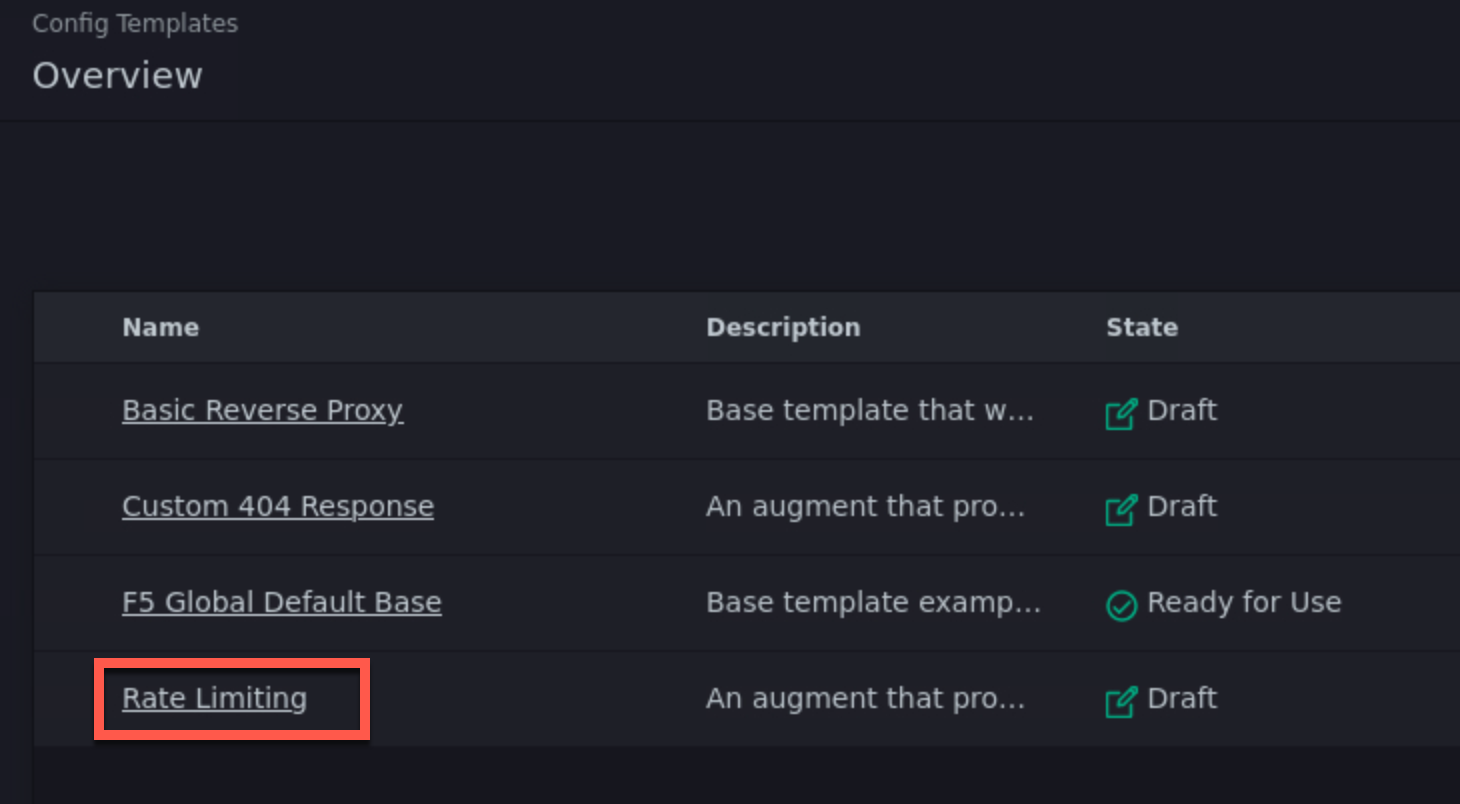 Config Templates
Overview
Name Description State
Basic Reverse Proxy Base template that w... Draft
Custom 404 Response An augment that pro... Draft
F5 Global Default Base Base template examp... Ready for Use
Rate Limiting An augment that pro... Draft